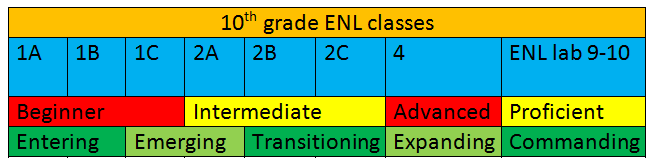 10th grade ENL classes
1A 1B 1C 2A 2B 2C 4 ENL lab 9-10
Beginner Intermediate Advanced Proficient
Entering Emerging Transitioning Expanding Commanding